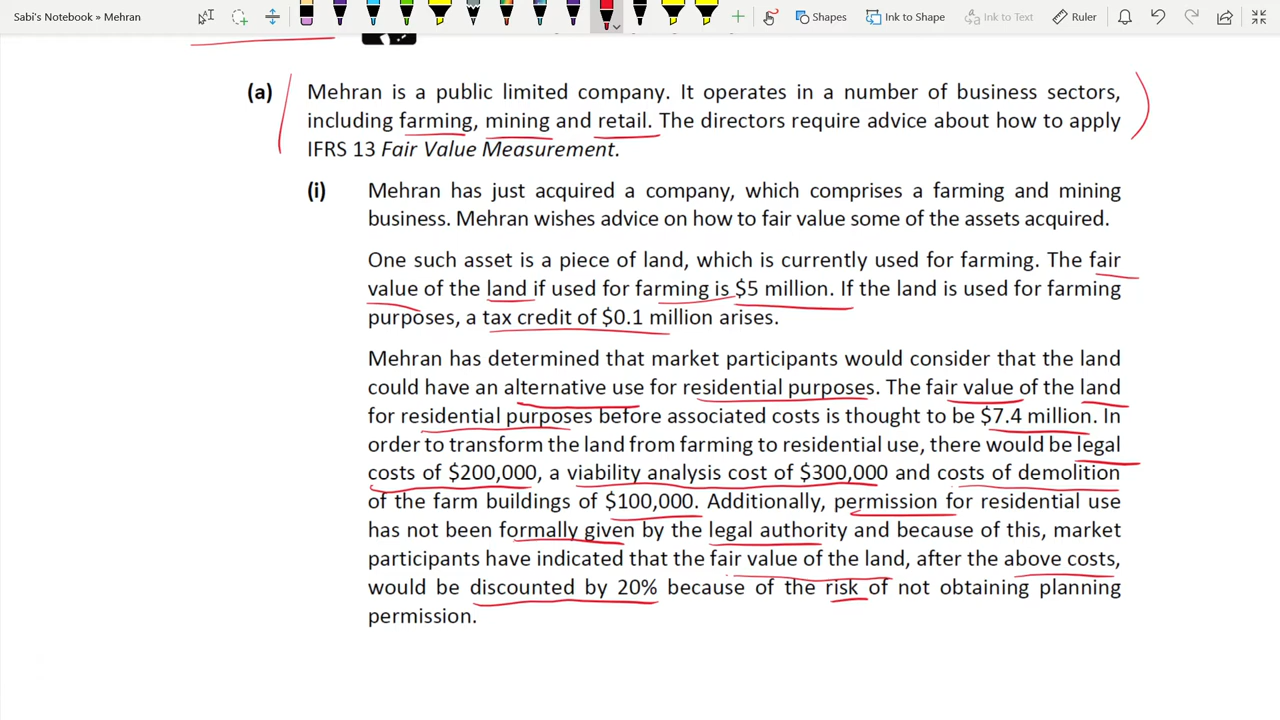 Sabi's Notebook » Mehran
Shapes
Ink to Shape
Ink to Text
Ruler
(a) Mehran is a public limited company. It operates in a number of business sectors,
including farming, mining and retail. The directors require advice about how to apply
IFRS 13 Fair Value Measurement.
(i) Mehran has just acquired a company, which comprises a farming and mining
business. Mehran wishes advice on how to fair value some of the assets acquired.
One such asset is a piece of land, which is currently used for farming. The fair
value of the land if used for farming is $5 million. If the land is used for farming
purposes, a tax credit of $0.1 million arises.
Mehran has determined that market participants would consider that the land
could have an alternative use for residential purposes. The fair value of the land
for residential purposes before associated costs is thought to be $7.4 million. In
order to transform the land from farming to residential use, there would be legal
costs of $200,000, a viability analysis cost of $300,000 and costs of demolition
of the farm buildings of $100,000. Additionally, permission for residential use
has not been formally given by the legal authority and because of this, market
participants have indicated that the fair value of the land, after the above costs,
would be discounted by 20% because of the risk of not obtaining planning
permission.